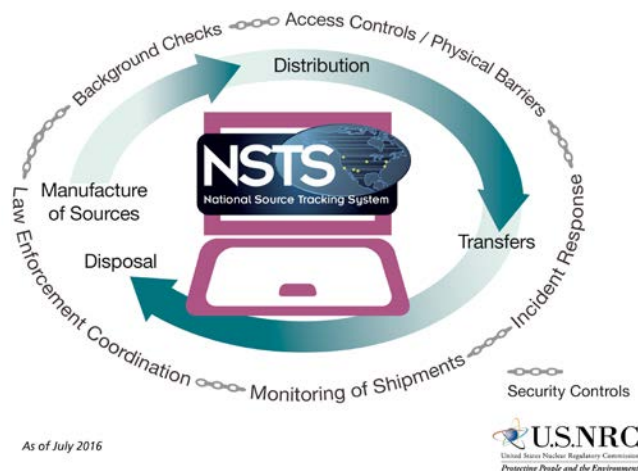 Background Checks
Access Controls / Physical Barriers
Distribution
NSTS
National Source Tracking System
Manufacture
of Sources
Transfers
Disposal
Law Enforcement Coordination
Monitoring of Shipments
Incident Response
Security Controls
As of July 2016
U.S.NRC
United States Nuclear Regulatory Commission
Protecting People and the Environment